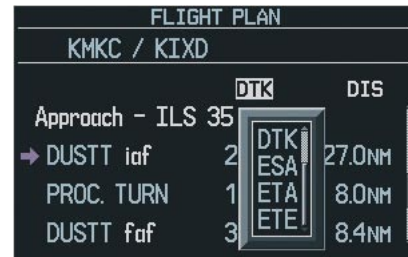 FLIGHT PLAN
KMKC / KIXD
DTK DIS
Approach - ILS 35
DTK
ESA
ETA
ETE
DUSTT iaf 2 27.0NM
PROC. TURN 1 8.0NM
DUSTT faf 3 8.4NM